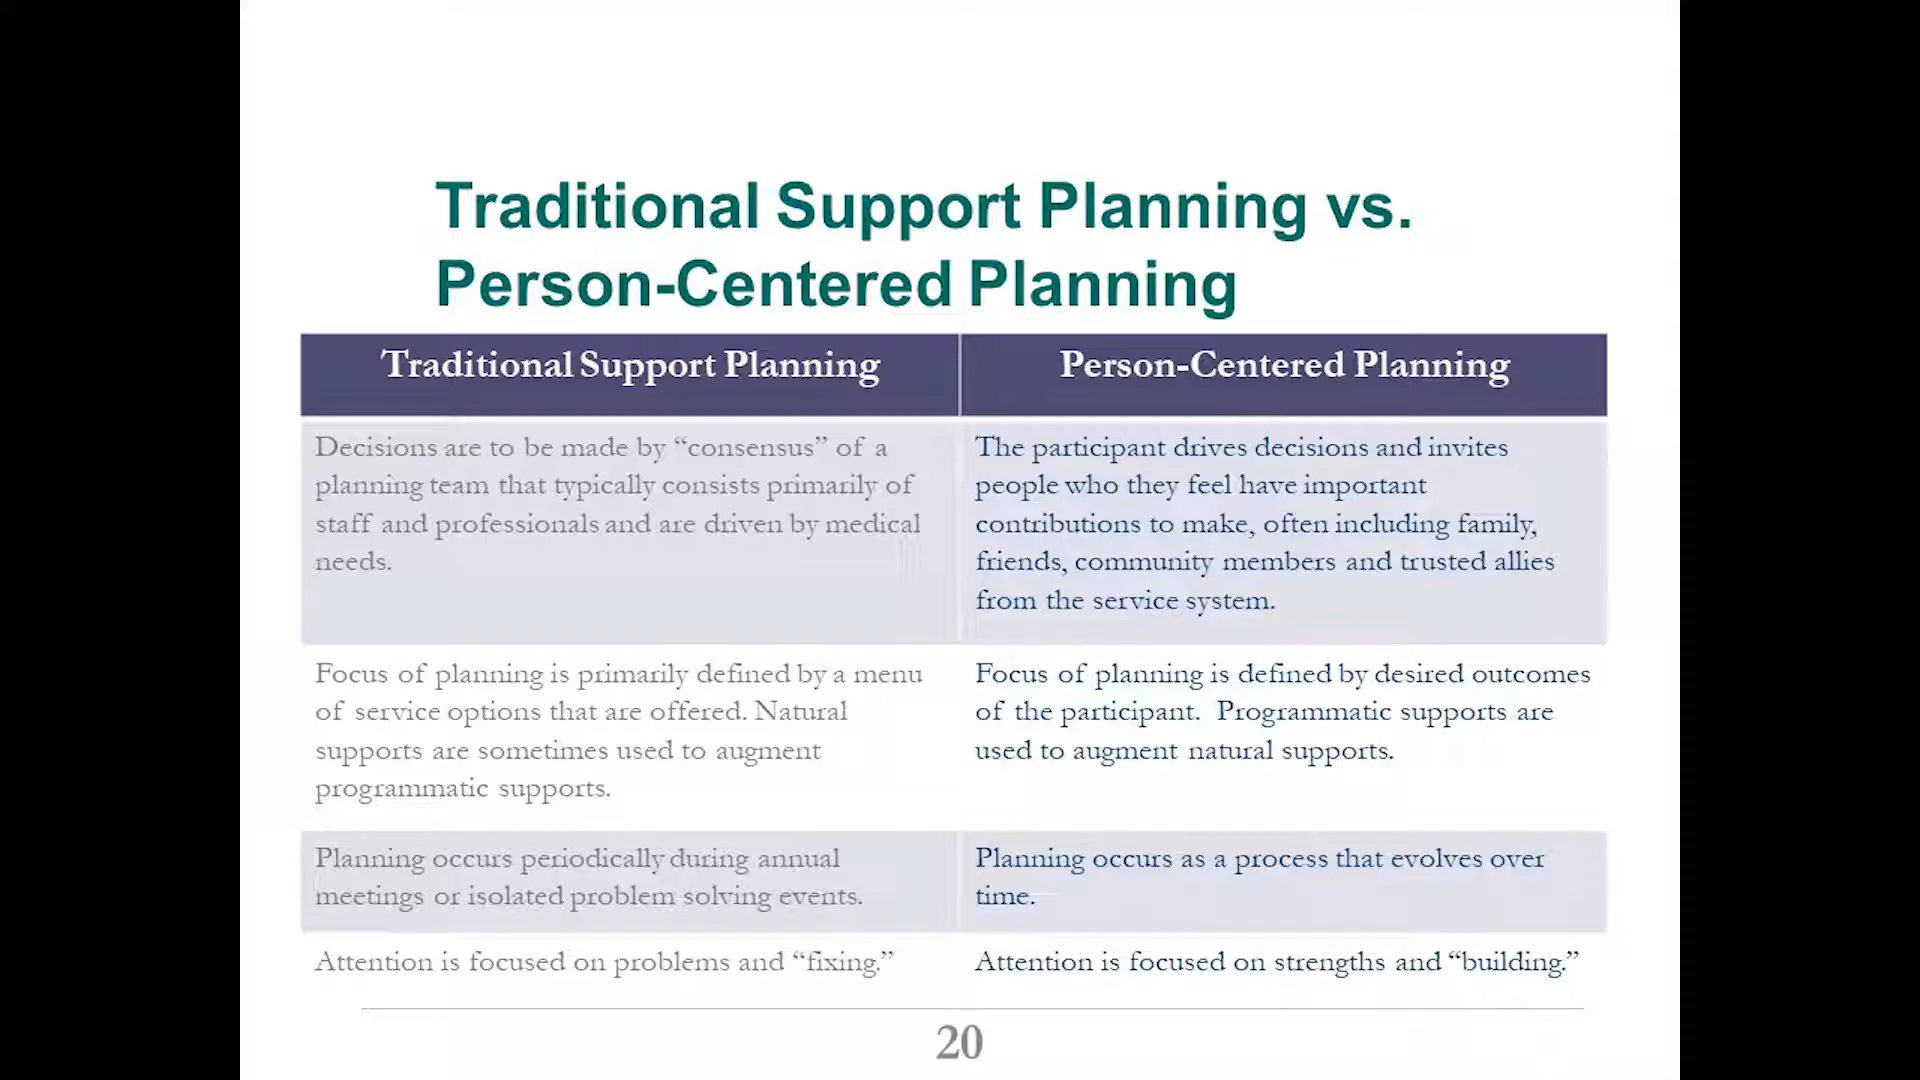 Traditional Support Planning vs.
Person-Centered Planning
Traditional Support Planning
Person-Centered Planning
Decisions are to be made by “consensus” of a
planning team that typically consists primarily of
staff and professionals and are driven by medical
needs.
The participant drives decisions and invites
people who they feel have important
contributions to make, often including family,
friends, community members and trusted allies
from the service system.
Focus of planning is primarily defined by a menu
of service options that are offered. Natural
supports are sometimes used to augment
programmatic supports.
Focus of planning is defined by desired outcomes
of the participant. Programmatic supports are
used to augment natural supports.
Planning occurs periodically during annual
meetings or isolated problem solving events.
Planning occurs as a process that evolves over
time.
Attention is focused on problems and “fixing.”
Attention is focused on strengths and “building.”
20